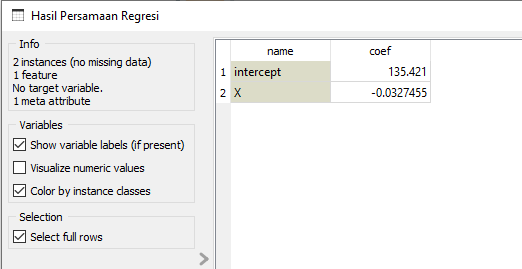 Hasil Persamaan Regresi
Info
2 instances (no missing data)
1 feature
No target variable.
1 meta attribute
Variables
Show variable labels (if present)
Visualize numeric values
Color by instance classes
Selection
Select full rows
name coef
1 intercept 135.421
2 X -0.0327455